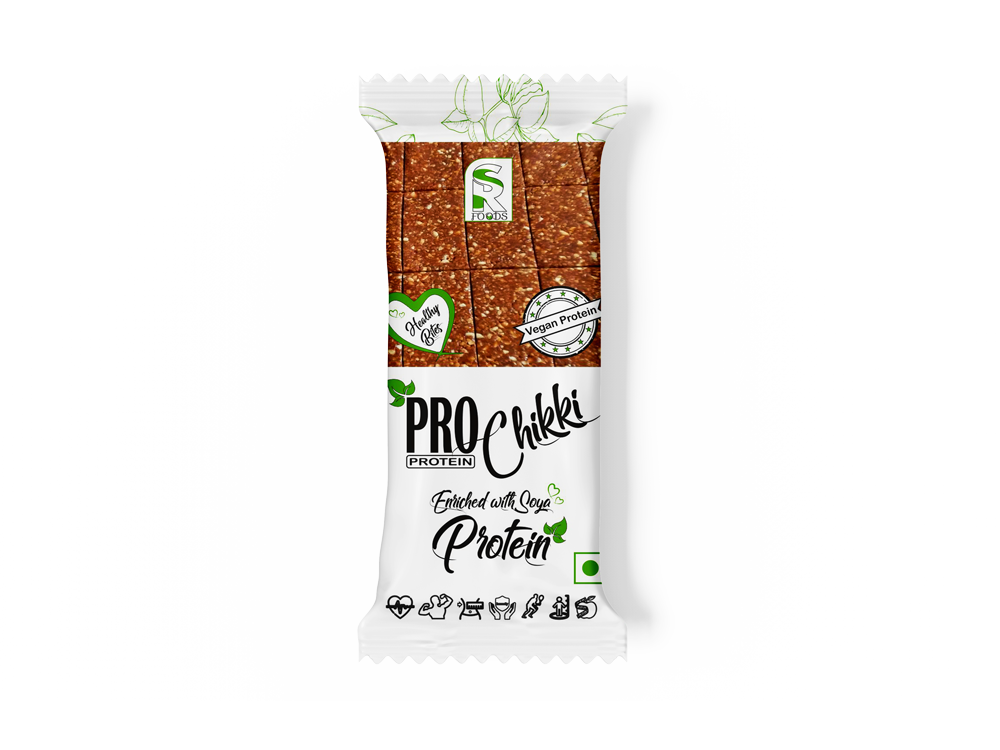 SR
FOODS
Healthy
Bites
Vegan Protein
PRO Chikki
PROTEIN
Enriched with Soya
Protein